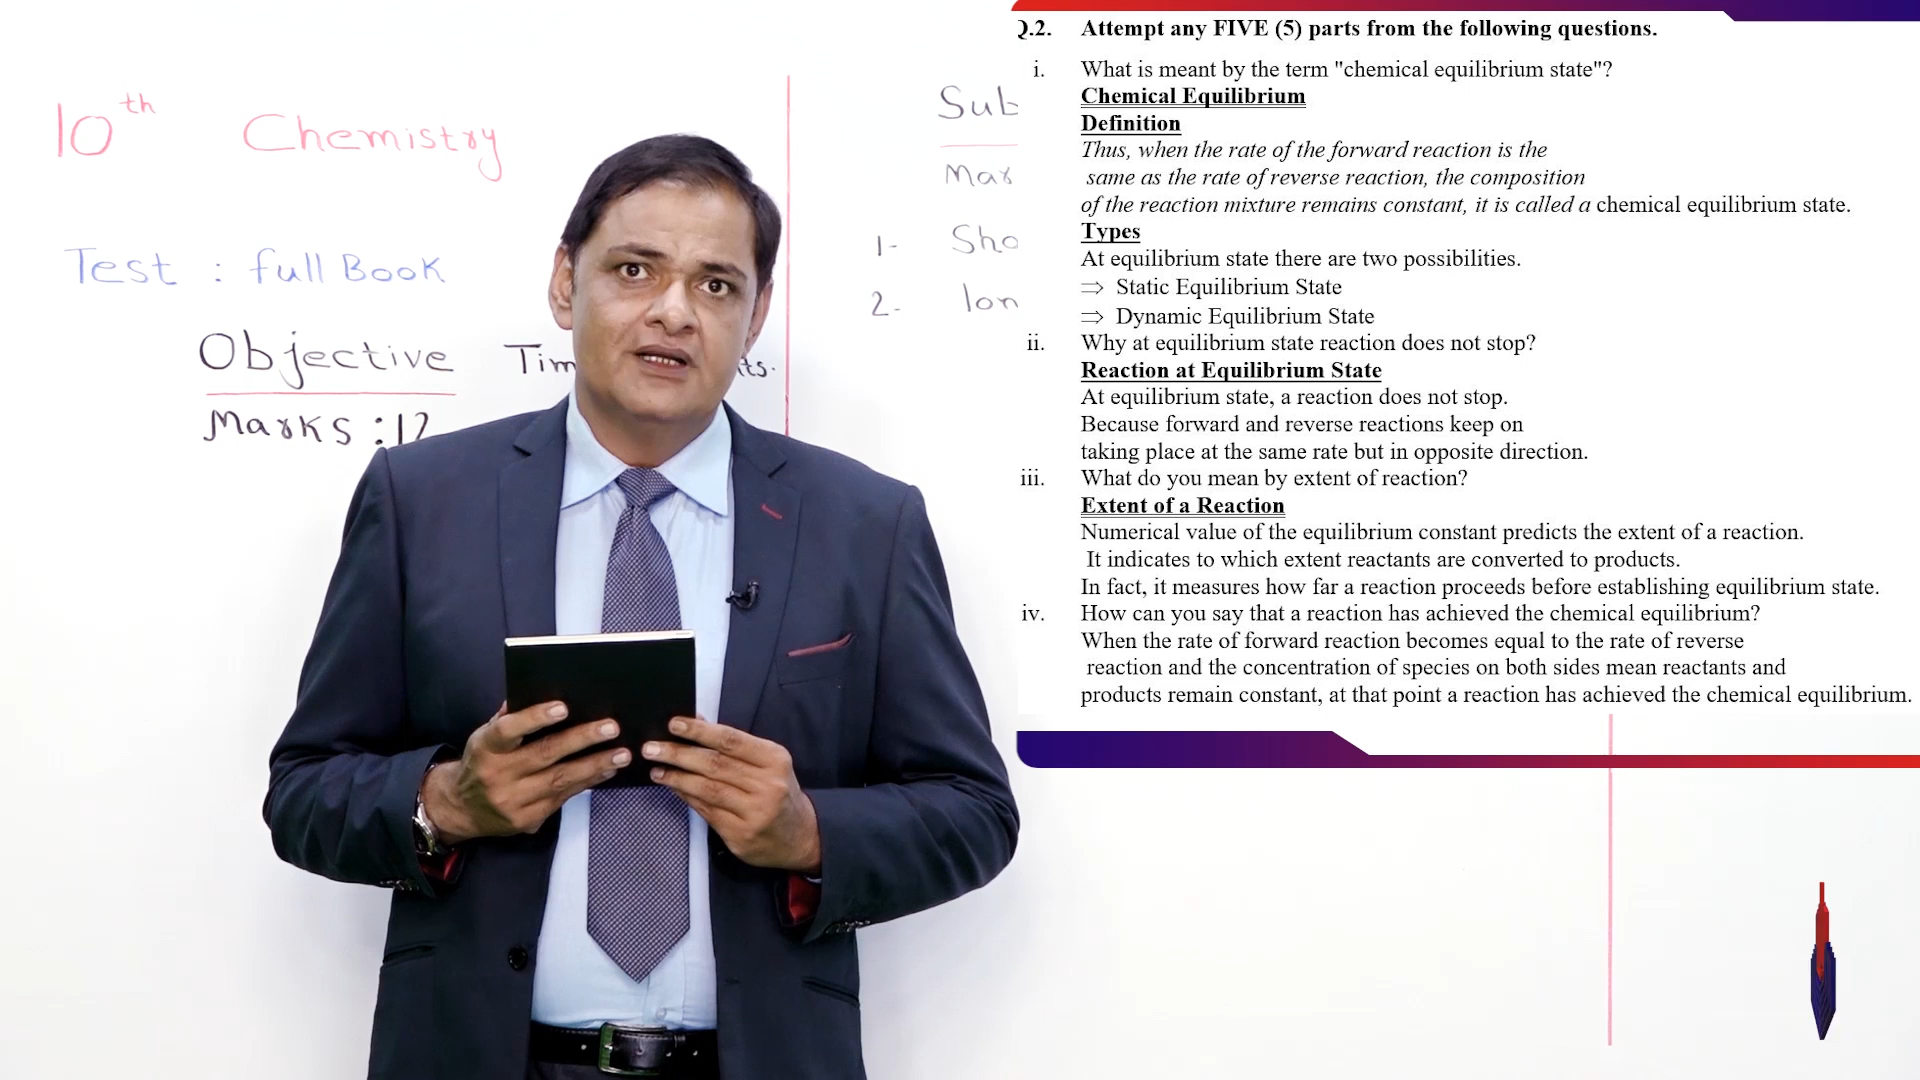 10th Chemistry
Test : full Book
Objective
Marks : 12
1-
2-
Q.2. Attempt any FIVE (5) parts from the following questions.
i. What is meant by the term "chemical equilibrium state"?
Chemical Equilibrium
Definition
Thus, when the rate of the forward reaction is the
same as the rate of reverse reaction, the composition
of the reaction mixture remains constant, it is called a chemical equilibrium state.
Types
At equilibrium state there are two possibilities.
⇒ Static Equilibrium State
⇒ Dynamic Equilibrium State
ii. Why at equilibrium state reaction does not stop?
Reaction at Equilibrium State
At equilibrium state, a reaction does not stop.
Because forward and reverse reactions keep on
taking place at the same rate but in opposite direction.
iii. What do you mean by extent of reaction?
Extent of a Reaction
Numerical value of the equilibrium constant predicts the extent of a reaction.
It indicates to which extent reactants are converted to products.
In fact, it measures how far a reaction proceeds before establishing equilibrium state.
iv. How can you say that a reaction has achieved the chemical equilibrium?
When the rate of forward reaction becomes equal to the rate of reverse
reaction and the concentration of species on both sides mean reactants and
products remain constant, at that point a reaction has achieved the chemical equilibrium.